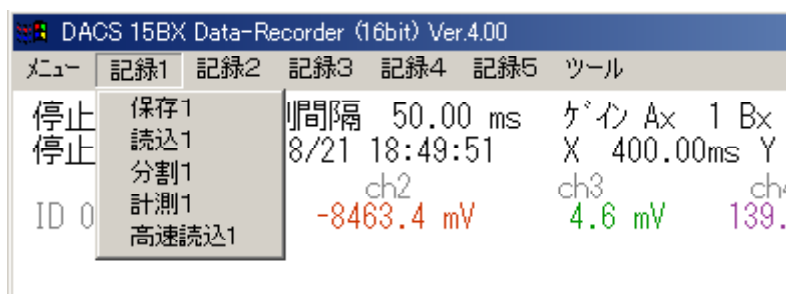 DACS 15BX Data-Recorder (16bit) Ver.4.00
ﾒﾆｭｰ 記録1 記録2 記録3 記録4 記録5 ツール
保存1
読込1
分割1
計測1
高速読込1
停止 間隔 50.00 ms ｹﾞｲﾝ Ax 1 Bx
停止 8/21 18:49:51 X 400.00ms Y
ch2 ch3
ID 0 -8463.4 mV 4.6 mV 139.